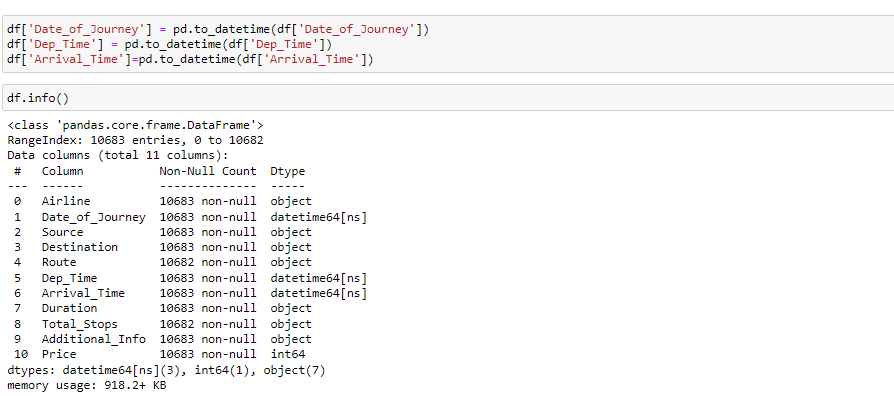 df['Date_of_Journey'] = pd.to_datetime(df['Date_of_Journey'])
df['Dep_Time'] = pd.to_datetime(df['Dep_Time'])
df['Arrival_Time']=pd.to_datetime(df['Arrival_Time'])
df.info()
<class 'pandas.core.frame.DataFrame'>
RangeIndex: 10683 entries, 0 to 10682
Data columns (total 11 columns):
 #   Column           Non-Null Count  Dtype
---  ------           --------------  -----
 0   Airline          10683 non-null  object
 1   Date_of_Journey  10683 non-null  datetime64[ns]
 2   Source           10683 non-null  object
 3   Destination      10683 non-null  object
 4   Route            10682 non-null  object
 5   Dep_Time         10683 non-null  datetime64[ns]
 6   Arrival_Time     10683 non-null  datetime64[ns]
 7   Duration         10683 non-null  object
 8   Total_Stops      10682 non-null  object
 9   Additional_Info  10683 non-null  object
 10  Price            10683 non-null  int64
dtypes: datetime64[ns](3), int64(1), object(7)
memory usage: 918.2+ KB